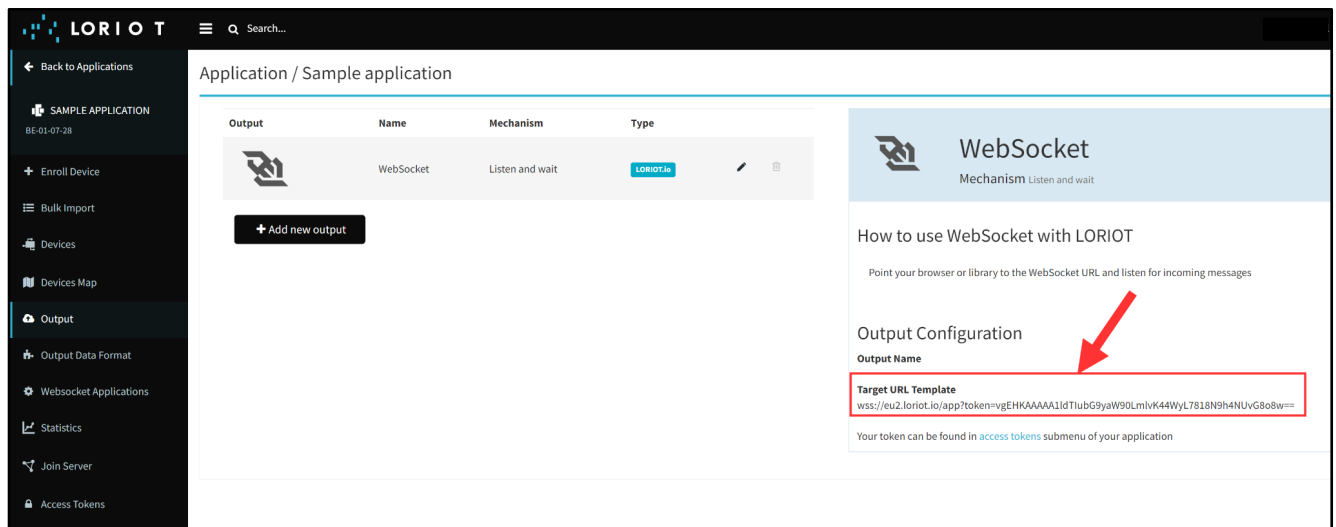 LORIOT
Search...
Back to Applications
SAMPLE APPLICATION
BE-01-07-28
Enroll Device
Bulk Import
Devices
Devices Map
Output
Output Data Format
Websocket Applications
Statistics
Join Server
Access Tokens
Application / Sample application
Output Name Mechanism Type
WebSocket Listen and wait LORIOT.io
Add new output
WebSocket
Mechanism Listen and wait
How to use WebSocket with LORIOT
Point your browser or library to the WebSocket URL and listen for incoming messages
Output Configuration
Output Name
Target URL Template
wss://eu2.loriot.io/app?token=vgEHKAAAAA1ldTIubG9yaW90LmlvK44WyL7818N9h4NUvG8o8w==
Your token can be found in access tokens submenu of your application